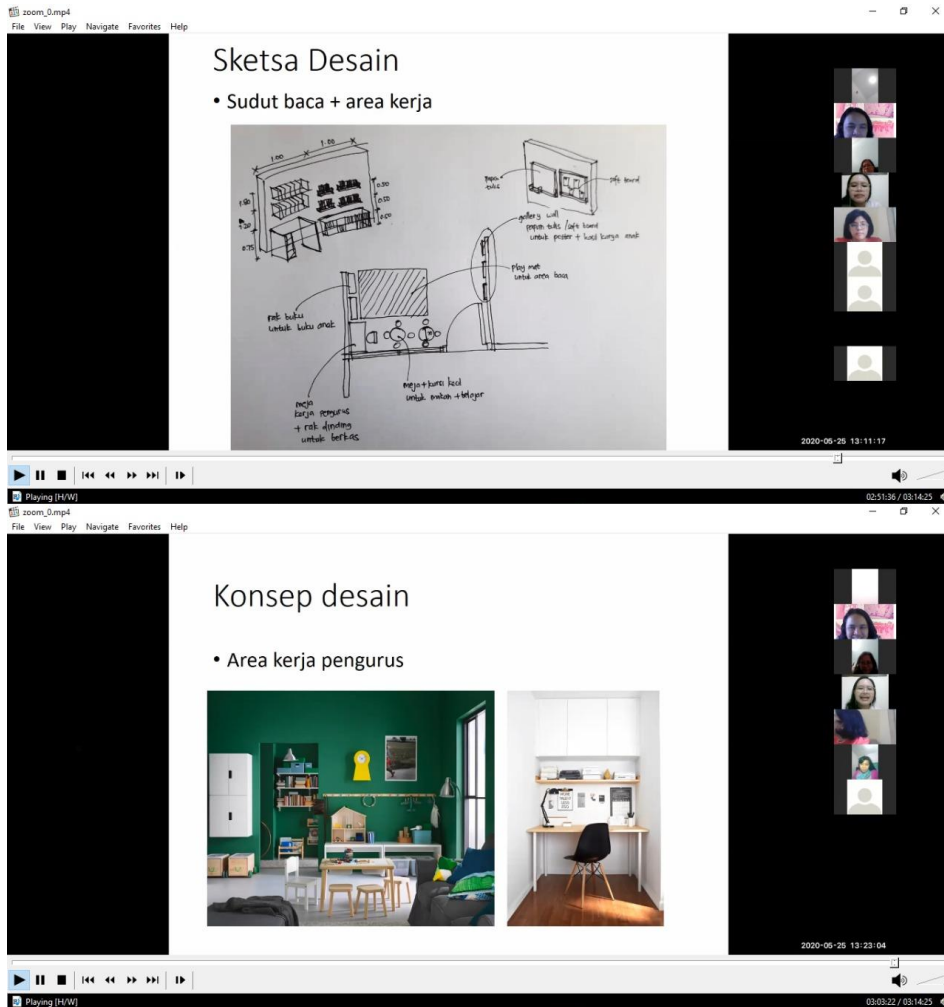 zoom_0.mp4
File View Play Navigate Favorites Help
Sketsa Desain
• Sudut baca + area kerja
1.00
1.00
0.30
0.50
0.50
0.75
papan tulis
soft board
gallery wall
papan tulis /soft board
untuk poster + hasil karya anak
play mat
untuk area baca
rak buku
untuk buku anak
meja
kerja pengurus
+ rak dinding
untuk berkas
meja + kursi kecil
untuk makan + belajar
2020-05-25 13:11:17
Playing [H/W]
02:51:36 / 03:14:25
zoom_0.mp4
File View Play Navigate Favorites Help
Konsep desain
• Area kerja pengurus
2020-05-25 13:23:04
Playing [H/W]
03:03:22 / 03:14:25